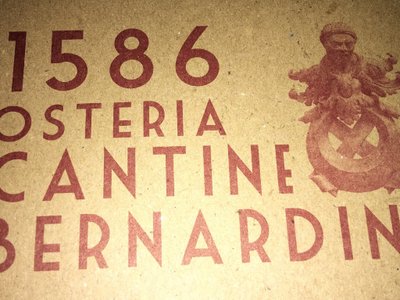 1586
OSTERIA
CANTINE
BERNARDIN